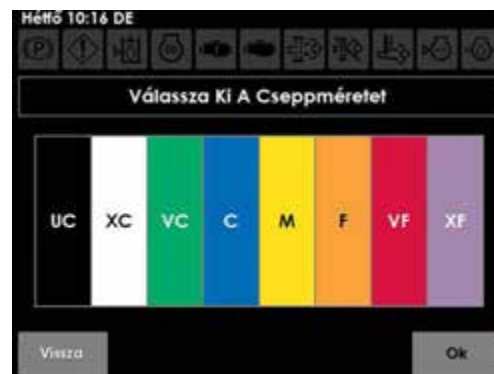 Hétfő 10:16 DE
Válassza Ki A Cseppméretet
UC XC VC C M F VF XF
Vissza Ok